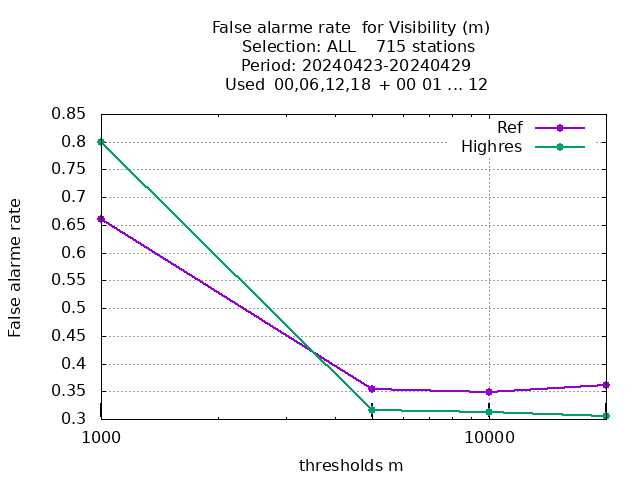 False alarme rate  for Visibility (m)
Selection: ALL    715 stations
Period: 20240423-20240429
Used  00,06,12,18 + 00 01 ... 12
Ref
Highres
False alarme rate
0.85
0.8
0.75
0.7
0.65
0.6
0.55
0.5
0.45
0.4
0.35
0.3
1000
10000
thresholds m